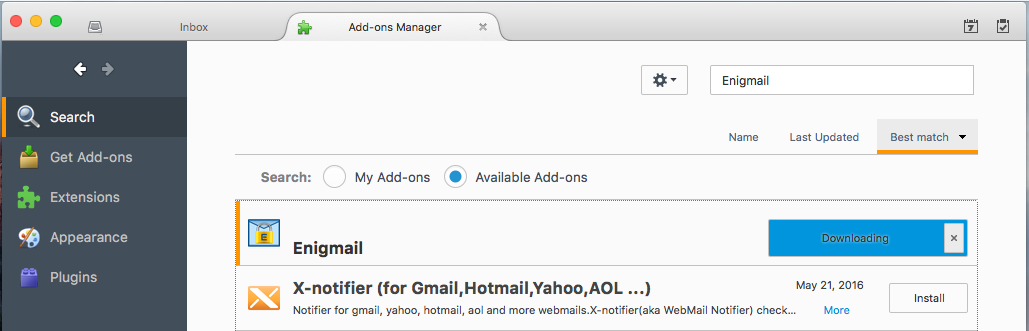 Inbox
Add-ons Manager
7
Search
Get Add-ons
Extensions
Appearance
Plugins
Enigmail
Name
Last Updated
Best match
Search:
My Add-ons
Available Add-ons
E
Enigmail
Downloading
X-notifier (for Gmail,Hotmail,Yahoo,AOL ...)
May 21, 2016
Install
Notifier for gmail, yahoo, hotmail, aol and more webmails.X-notifier(aka WebMail Notifier) check...
More